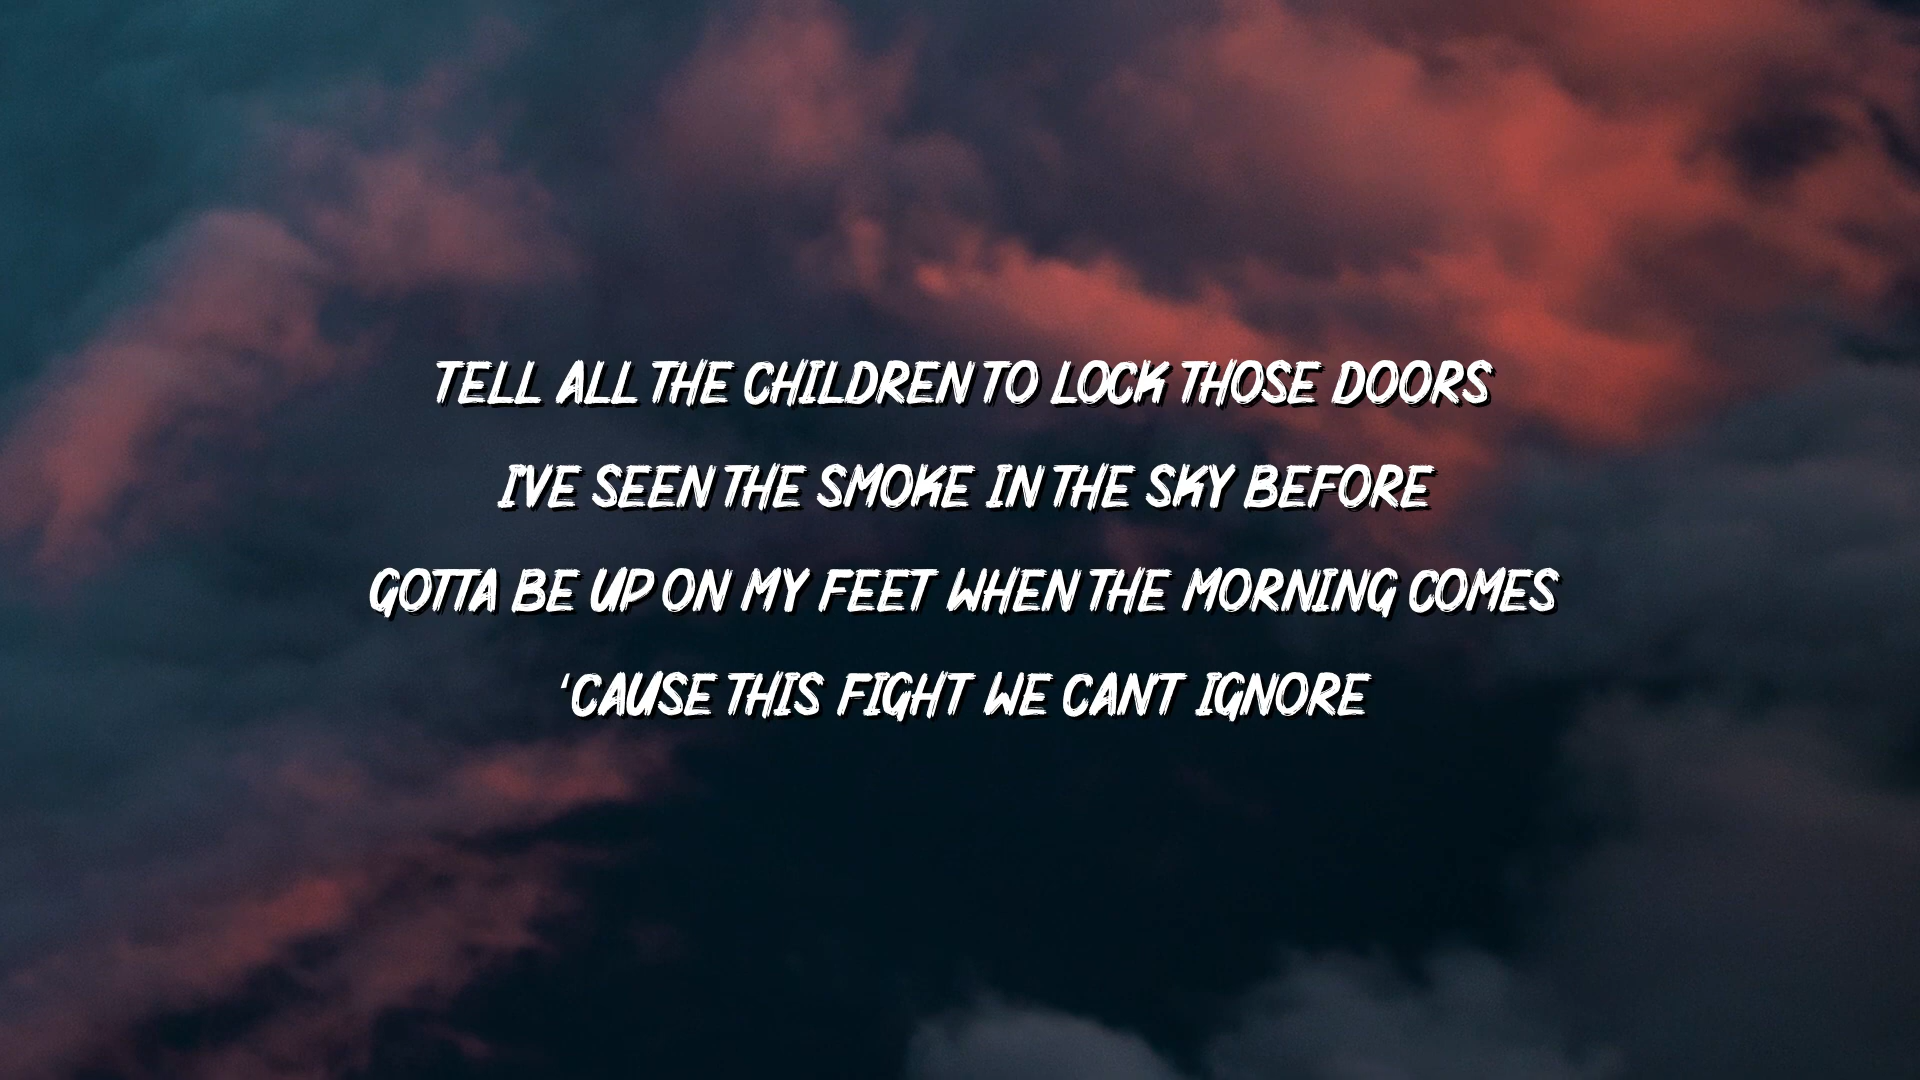 TELL ALL THE CHILDREN TO LOCK THOSE DOORS
I'VE SEEN THE SMOKE IN THE SKY BEFORE
GOTTA BE UP ON MY FEET WHEN THE MORNING COMES
‘CAUSE THIS FIGHT WE CAN'T IGNORE